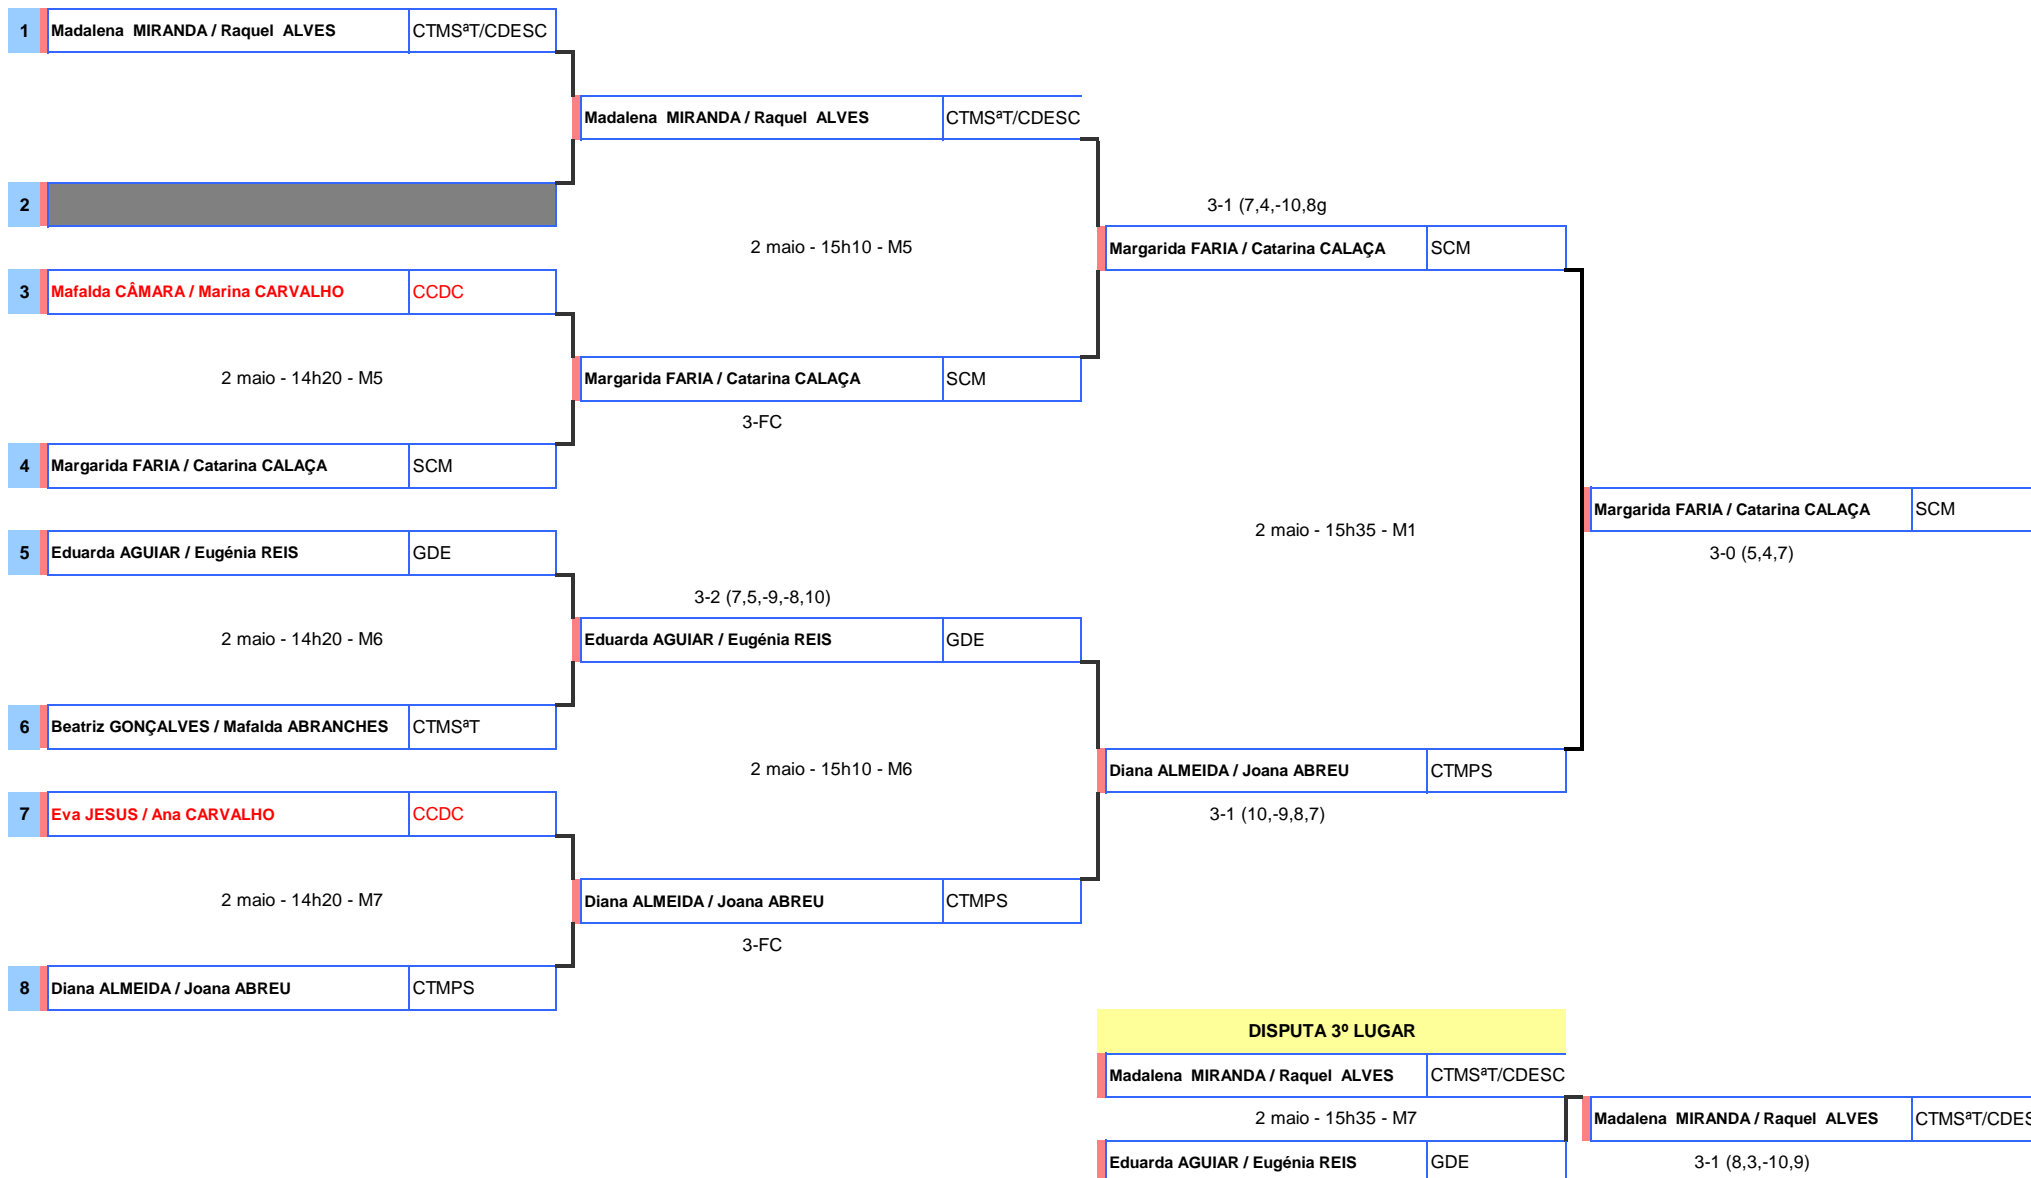 1 Madalena MIRANDA / Raquel ALVES CTMSªT/CDESC
Madalena MIRANDA / Raquel ALVES CTMSªT/CDESC
2
3-1 (7,4,-10,8g
2 maio - 15h10 - M5
Margarida FARIA / Catarina CALAÇA SCM
3 Mafalda CÂMARA / Marina CARVALHO CCDC
2 maio - 14h20 - M5
Margarida FARIA / Catarina CALAÇA SCM
3-FC
4 Margarida FARIA / Catarina CALAÇA SCM
Margarida FARIA / Catarina CALAÇA SCM
2 maio - 15h35 - M1
5 Eduarda AGUIAR / Eugénia REIS GDE
3-0 (5,4,7)
3-2 (7,5,-9,-8,10)
2 maio - 14h20 - M6
Eduarda AGUIAR / Eugénia REIS GDE
6 Beatriz GONÇALVES / Mafalda ABRANCHES CTMSªT
2 maio - 15h10 - M6
Diana ALMEIDA / Joana ABREU CTMPS
7 Eva JESUS / Ana CARVALHO CCDC
3-1 (10,-9,8,7)
2 maio - 14h20 - M7
Diana ALMEIDA / Joana ABREU CTMPS
3-FC
8 Diana ALMEIDA / Joana ABREU CTMPS
DISPUTA 3º LUGAR
Madalena MIRANDA / Raquel ALVES CTMSªT/CDESC
2 maio - 15h35 - M7
Madalena MIRANDA / Raquel ALVES CTMSªT/CDES
Eduarda AGUIAR / Eugénia REIS GDE
3-1 (8,3,-10,9)